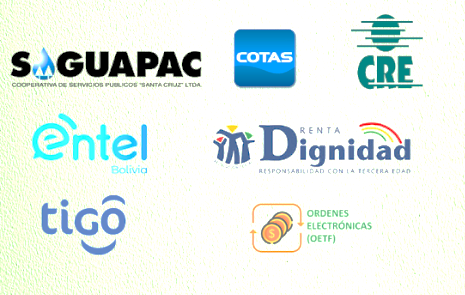 SAGUAPAC
COOPERATIVA DE SERVICIOS PUBLICOS "SANTA CRUZ" LTDA.
COTAS
CRE
entel
Bolivia
RENTA
Dignidad
RESPONSABILIDAD CON LA TERCERA EDAD
tigo
ORDENES
ELECTRÓNICAS
(OETF)
$